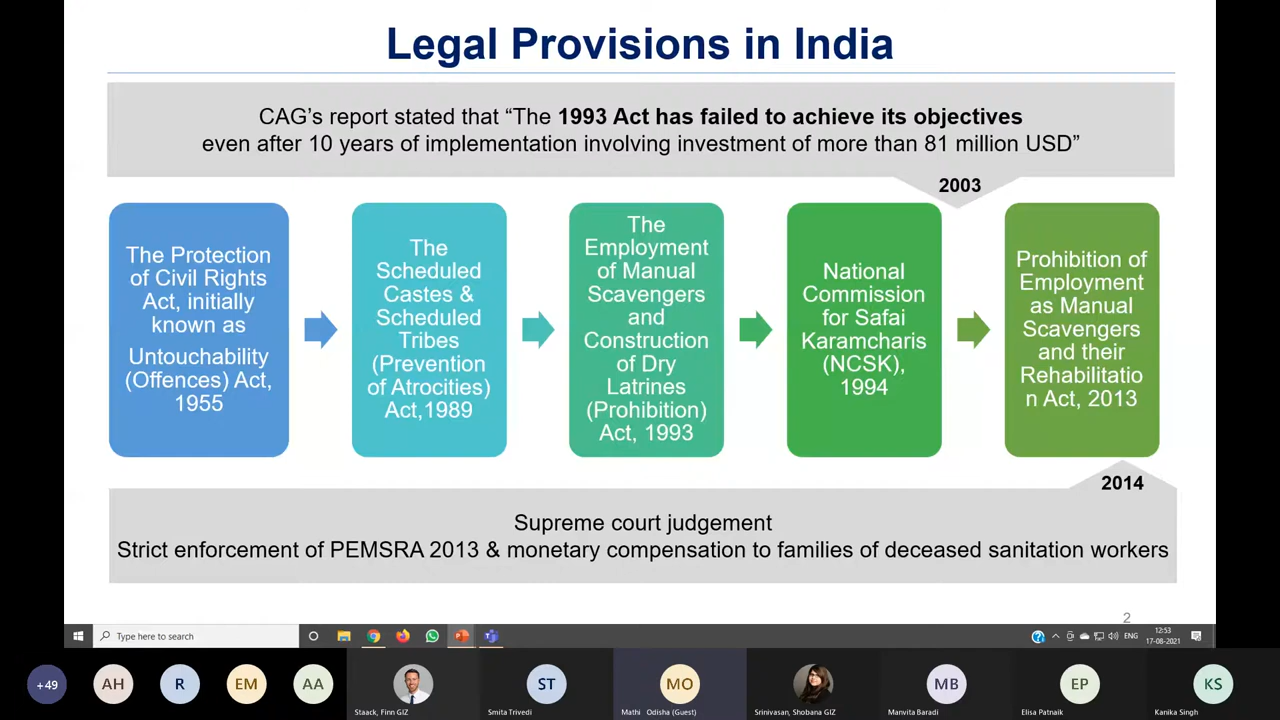 Legal Provisions in India
CAG's report stated that “The 1993 Act has failed to achieve its objectives
even after 10 years of implementation involving investment of more than 81 million USD”
2003
The Protection
of Civil Rights
Act, initially
known as
Untouchability
(Offences) Act,
1955
The
Scheduled
Castes &
Scheduled
Tribes
(Prevention
of Atrocities)
Act,1989
The
Employment
of Manual
Scavengers
and
Construction
of Dry
Latrines
(Prohibition)
Act, 1993
National
Commission
for Safai
Karamcharis
(NCSK),
1994
Prohibition of
Employment
as Manual
Scavengers
and their
Rehabilitatio
n Act, 2013
2014
Supreme court judgement
Strict enforcement of PEMSRA 2013 & monetary compensation to families of deceased sanitation workers
2
Type here to search
ENG
12:53
17-08-2021
+49
AH
R
EM
AA
ST
MO
MB
EP
KS
Staack, Finn GIZ
Smita Trivedi
Mathi Odisha (Guest)
Srinivasan, Shobana GIZ
Manvita Baradi
Elisa Patnaik
Kanika Singh